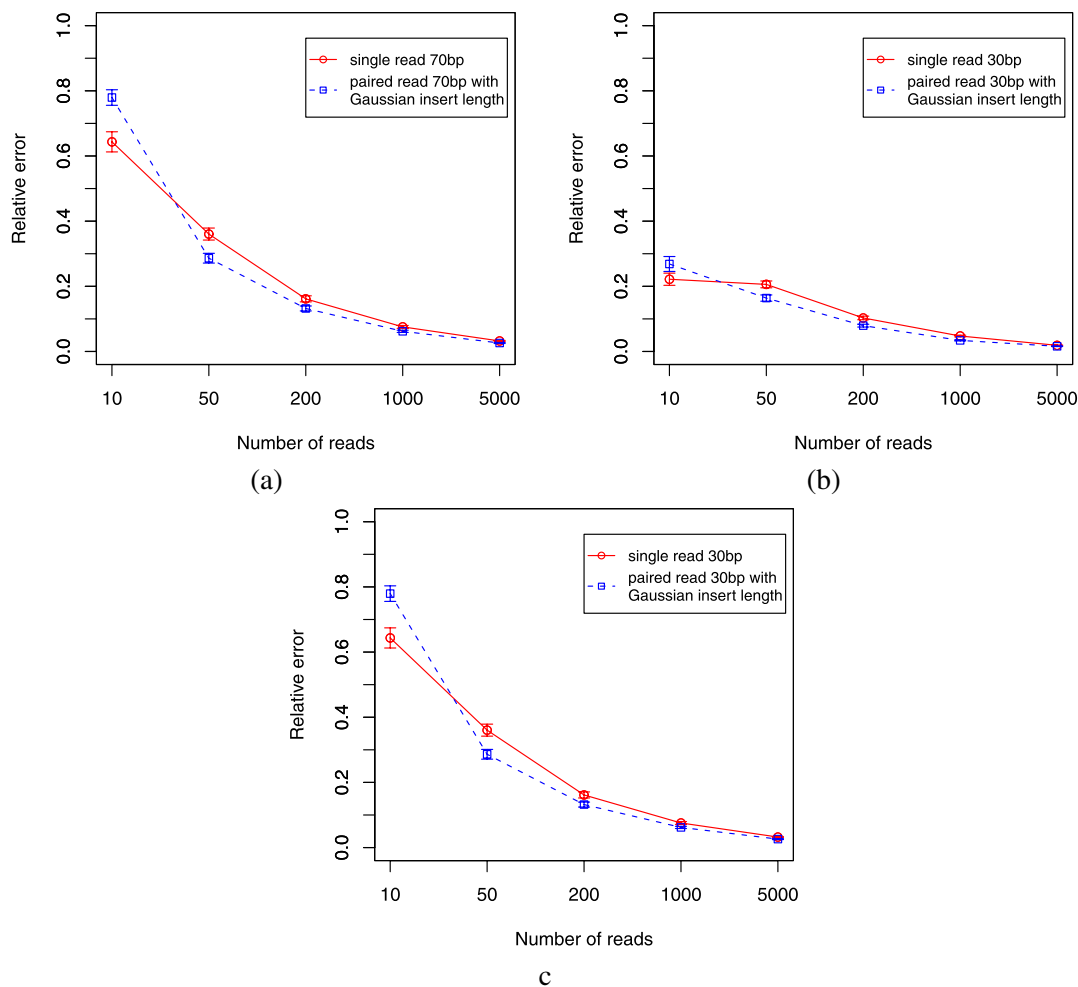 1.0
0.8
0.6
0.4
0.2
0.0
Relative error
single read 70bp
paired read 70bp with
Gaussian insert length
10 50 200 1000 5000
Number of reads
(a)
1.0
0.8
0.6
0.4
0.2
0.0
Relative error
single read 30bp
paired read 30bp with
Gaussian insert length
10 50 200 1000 5000
Number of reads
(b)
1.0
0.8
0.6
0.4
0.2
0.0
Relative error
single read 30bp
paired read 30bp with
Gaussian insert length
10 50 200 1000 5000
Number of reads
c